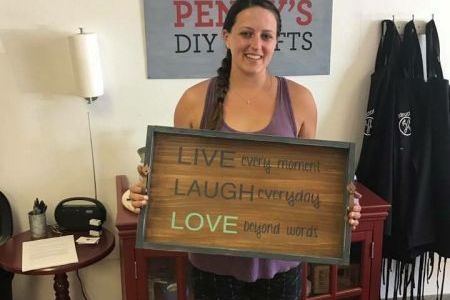 PENNY'S
DIY CRAFTS
LIVE every moment
LAUGH everyday
LOVE beyond words